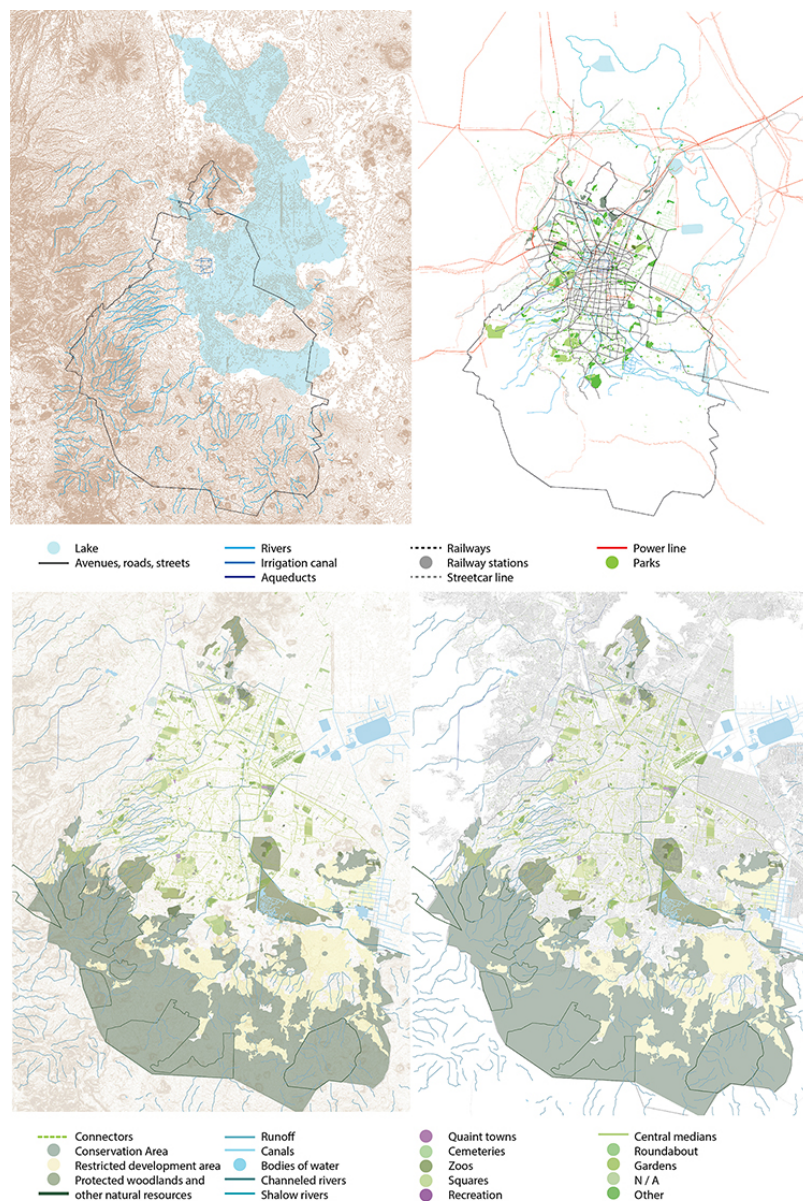 Lake
Avenues, roads, streets
Rivers
Irrigation canal
Aqueducts
Railways
Railway stations
Streetcar line
Power line
Parks
Connectors
Conservation Area
Restricted development area
Protected woodlands and
other natural resources
Runoff
Canals
Bodies of water
Channeled rivers
Shalow rivers
Quaint towns
Cemeteries
Zoos
Squares
Recreation
Central medians
Roundabout
Gardens
N / A
Other